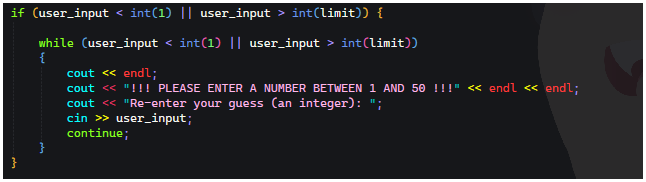 if (user_input < int(1) || user_input > int(limit)) {
while (user_input < int(1) || user_input > int(limit))
{
cout << endl;
cout << "!!! PLEASE ENTER A NUMBER BETWEEN 1 AND 50 !!!" << endl << endl;
cout << "Re-enter your guess (an integer): ";
cin >> user_input;
continue;
}
}